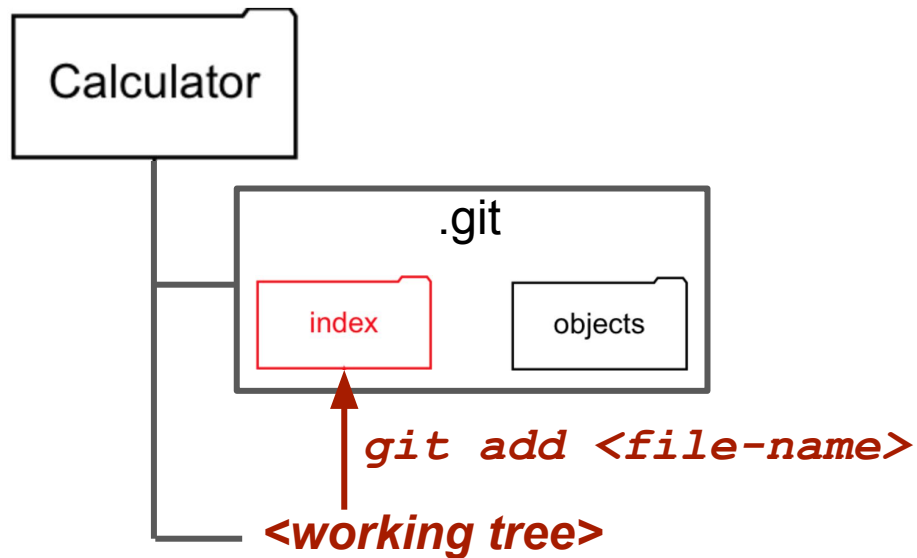 Calculator
.git
index
objects
git add <file-name>
<working tree>